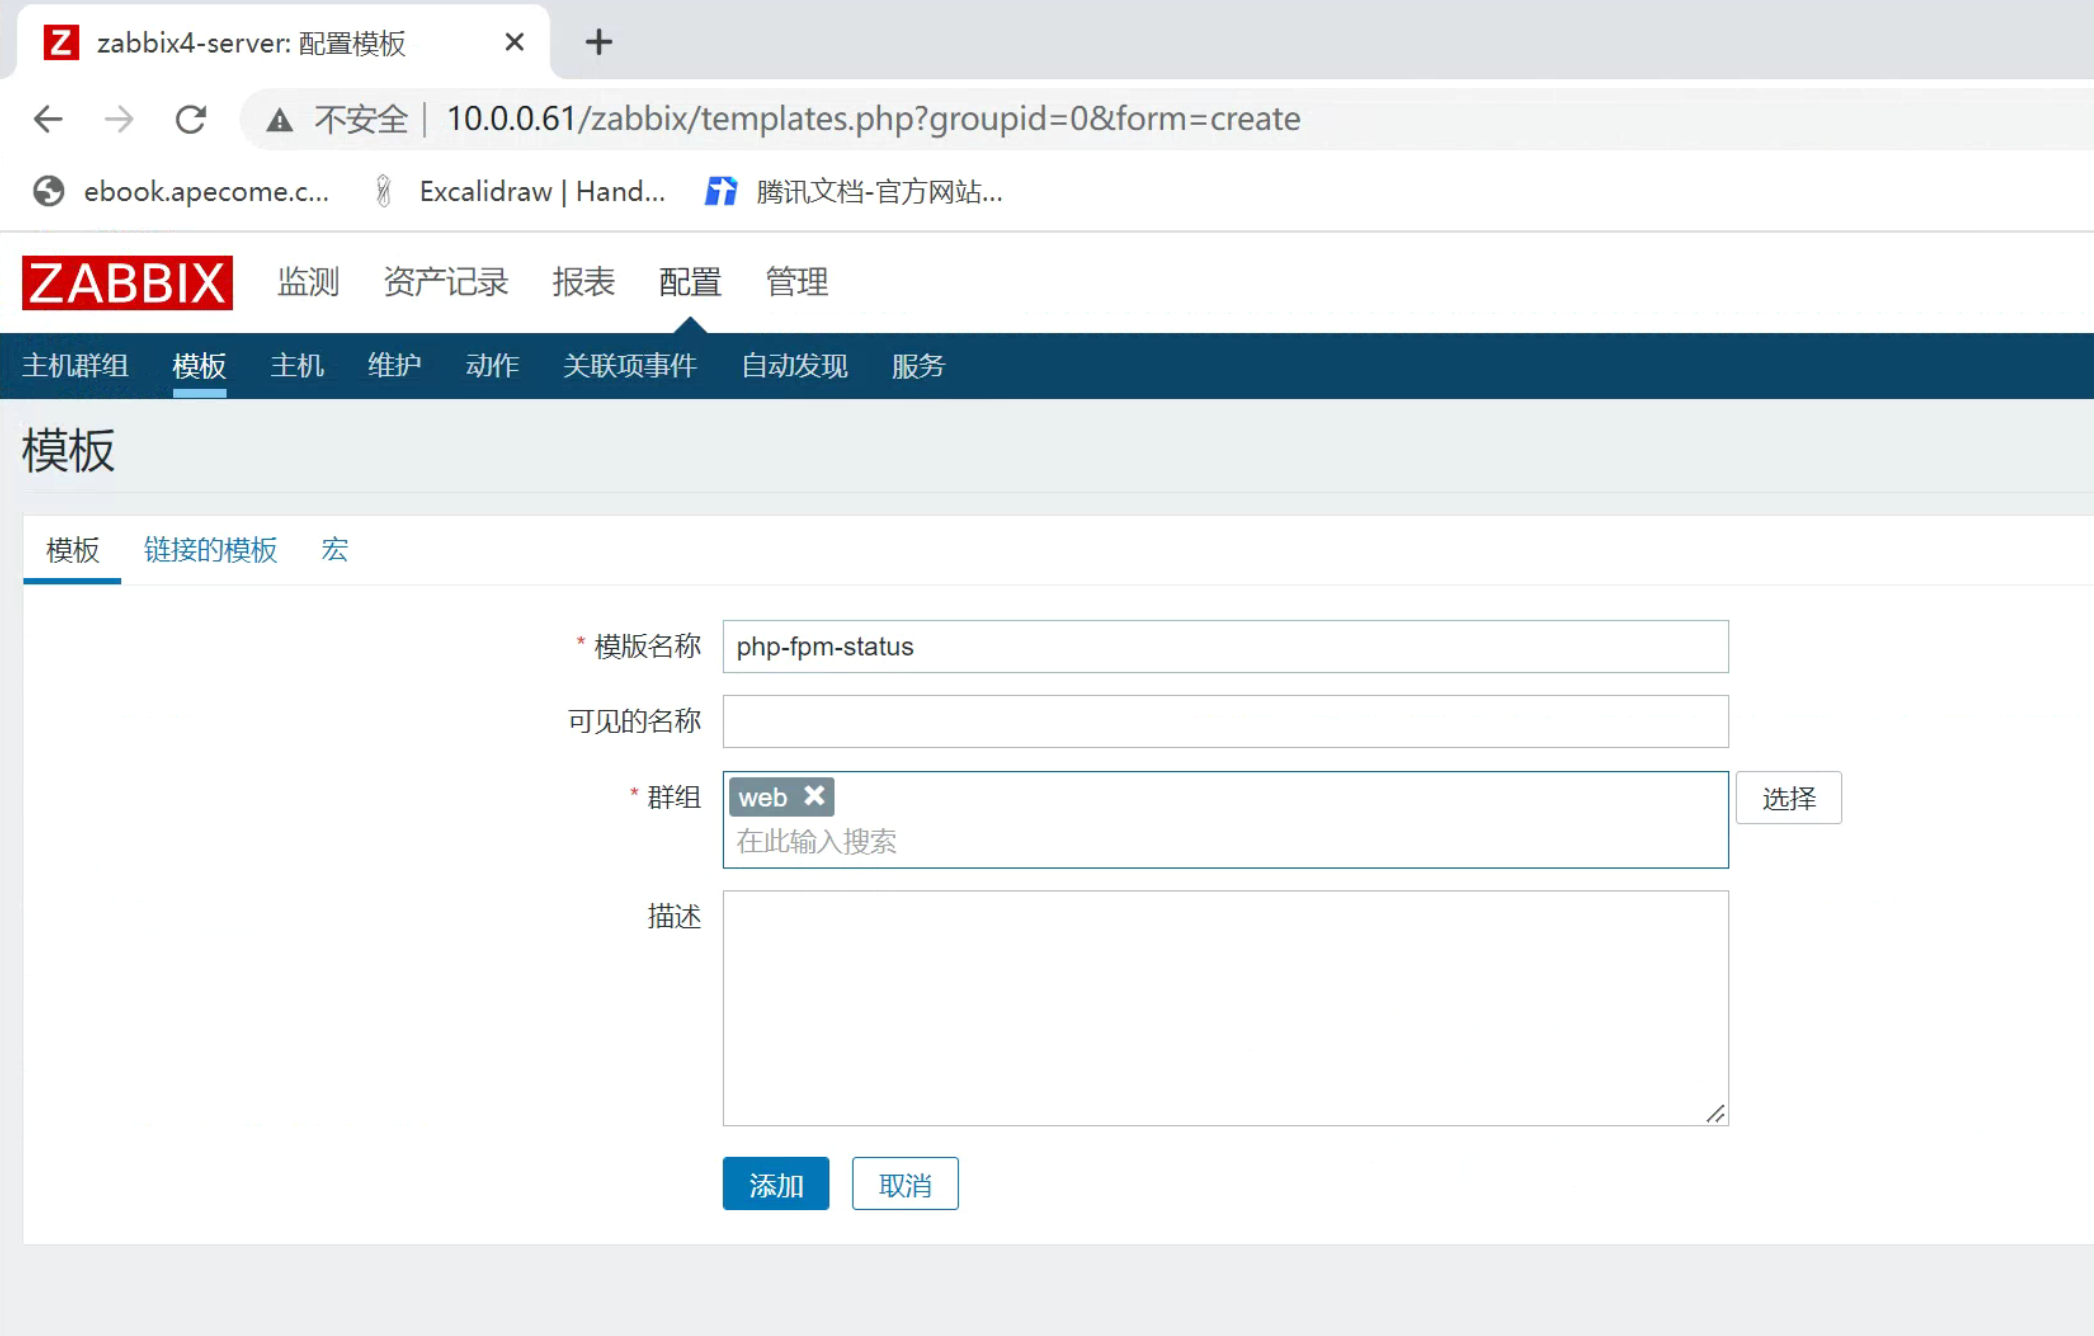 Z zabbix4-server: 配置模板
不安全 | 10.0.0.61/zabbix/templates.php?groupid=0&form=create
ebook.apecome.c... Excalidraw | Hand... 腾讯文档-官方网站...
ZABBIX 监测 资产记录 报表 配置 管理
主机群组 模板 主机 维护 动作 关联项事件 自动发现 服务
模板
模板 链接的模板 宏
* 模版名称 php-fpm-status
可见的名称
* 群组 web 选择
在此输入搜索
描述
添加 取消